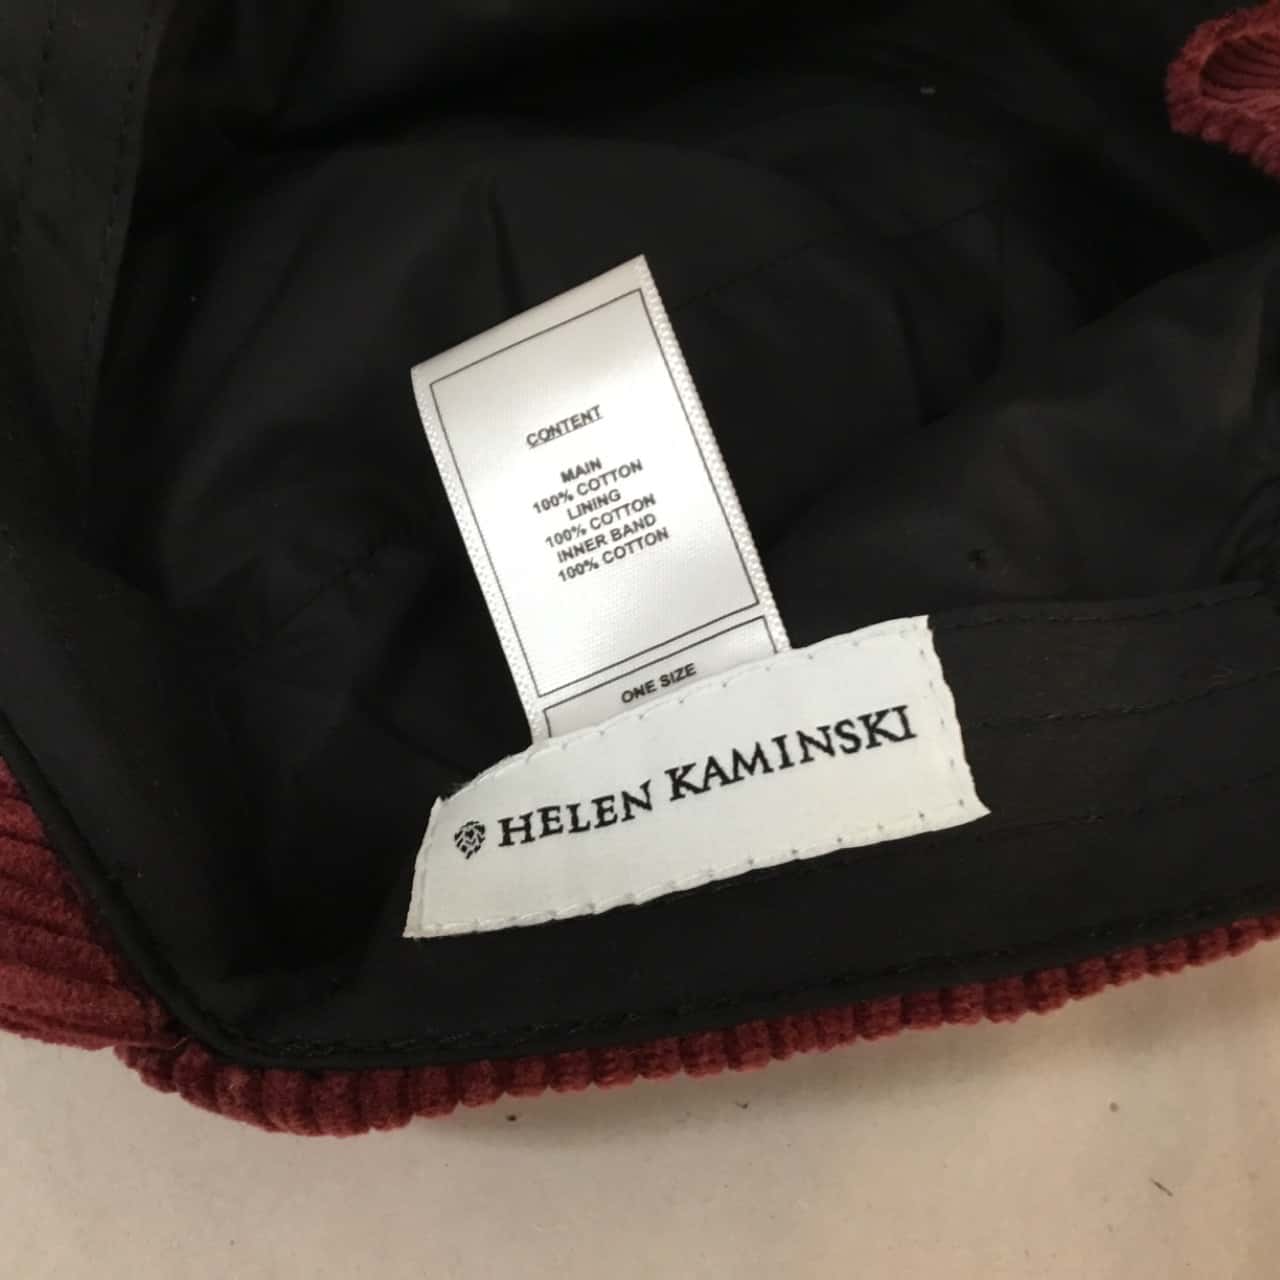 CONTENT
MAIN
100% COTTON
LINING
100% COTTON
INNER BAND
100% COTTON
ONE SIZE
HELEN KAMINSKI